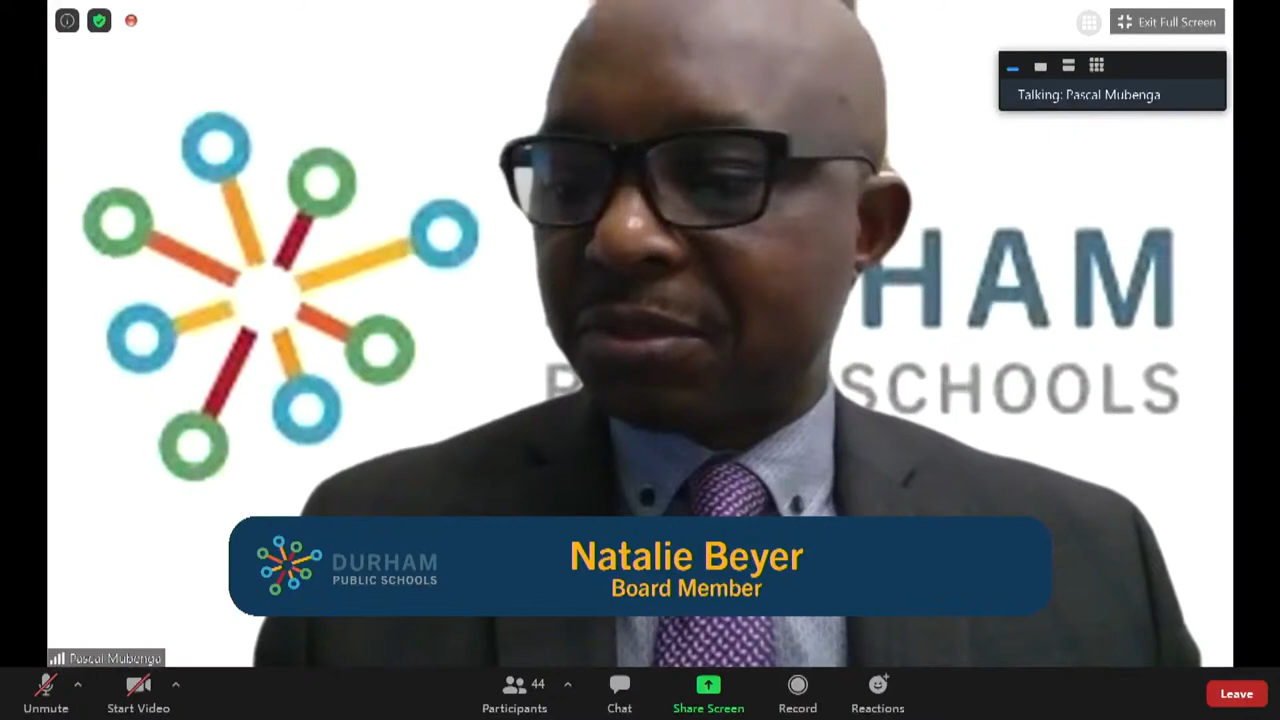 Exit Full Screen
Talking: Pascal Mubenga
HAM
P SCHOOLS
DURHAM
PUBLIC SCHOOLS
Natalie Beyer
Board Member
Pascal Mubenga
Unmute
Start Video
44
Participants
Chat
Share Screen
Record
Reactions
Leave